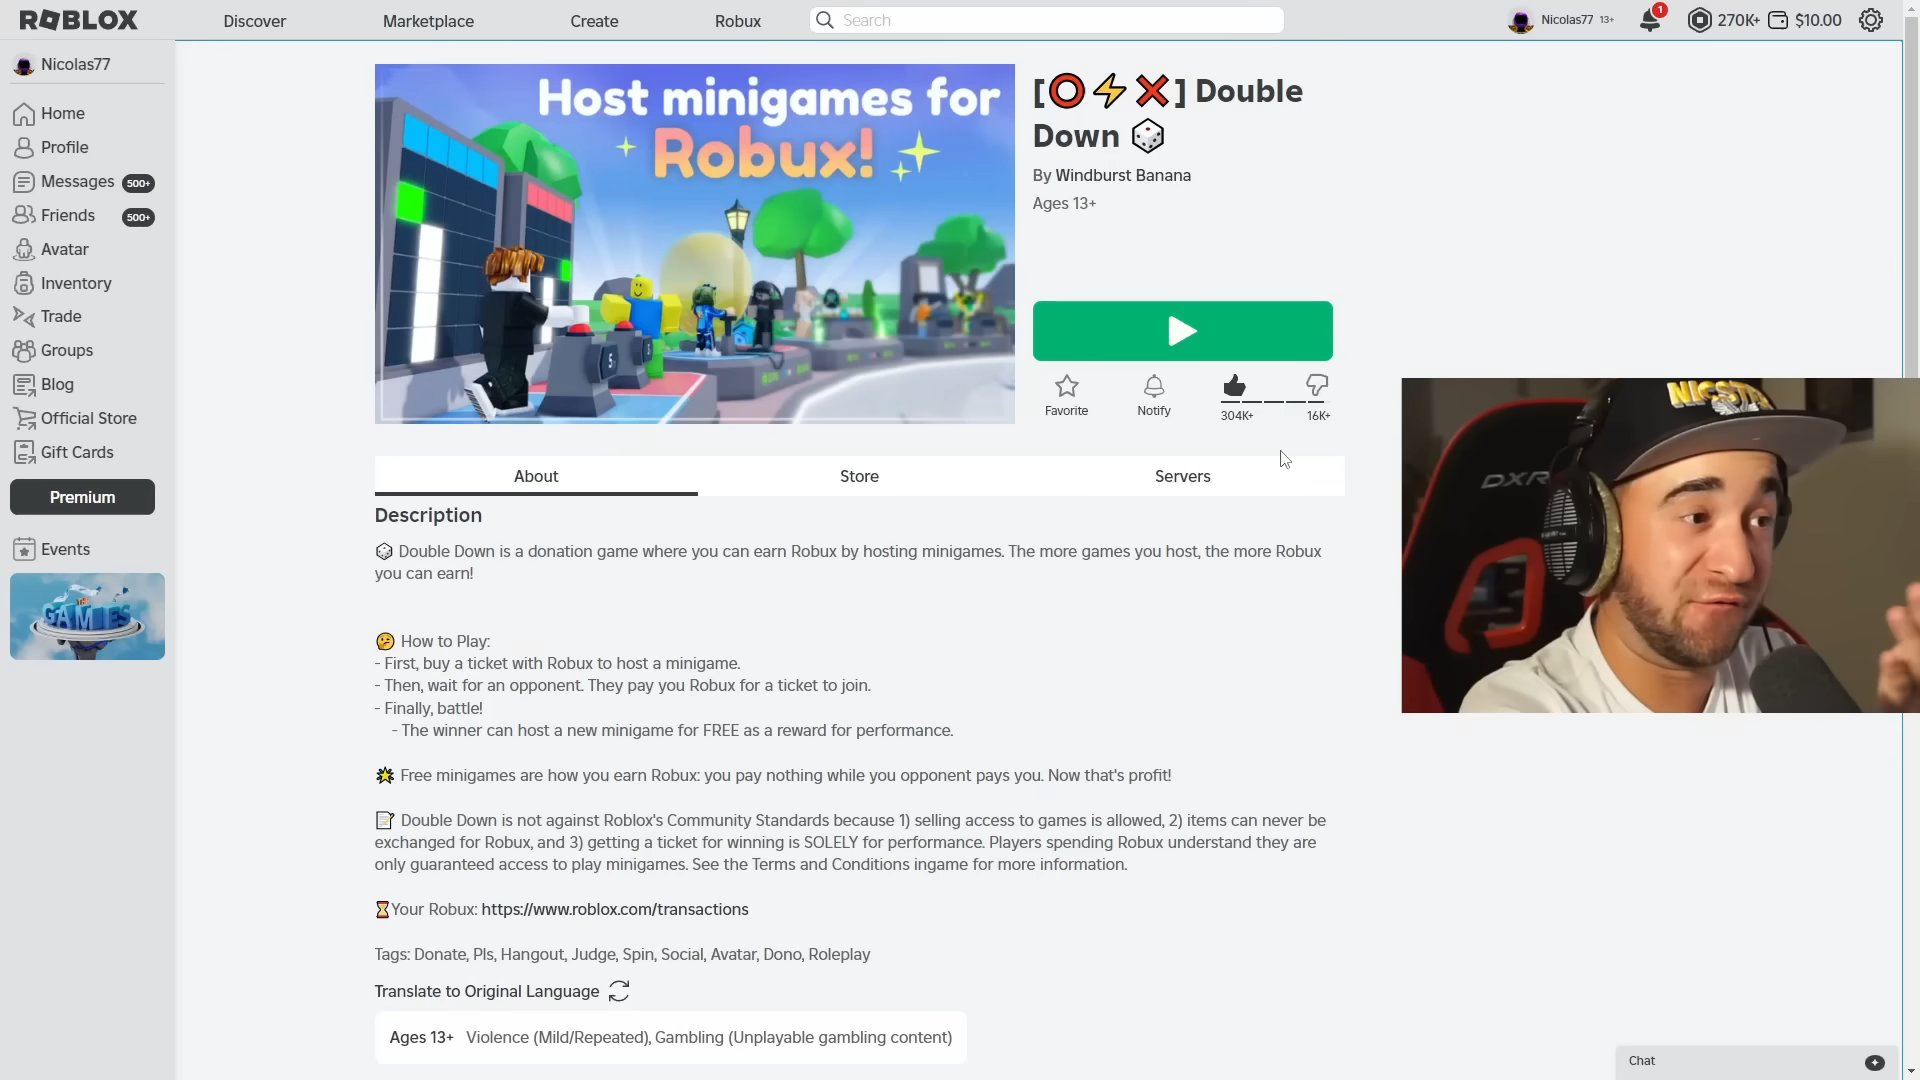 ROBLOX
Discover
Marketplace
Create
Robux
Search
Nicolas77 13+
1
270K+
$10.00
Nicolas77
Home
Profile
Messages 500+
Friends 500+
Avatar
Inventory
Trade
Groups
Blog
Official Store
Gift Cards
Premium
Events
THE GAMES
Host minigames for
Robux!
5
[⭕⚡❌] Double
Down 🎲
By Windburst Banana
Ages 13+
Favorite
Notify
304K+
16K+
About
Store
Servers
Description
🎲 Double Down is a donation game where you can earn Robux by hosting minigames. The more games you host, the more Robux
you can earn!
🤔 How to Play:
- First, buy a ticket with Robux to host a minigame.
- Then, wait for an opponent. They pay you Robux for a ticket to join.
- Finally, battle!
- The winner can host a new minigame for FREE as a reward for performance.
🌟 Free minigames are how you earn Robux: you pay nothing while you opponent pays you. Now that's profit!
📝 Double Down is not against Roblox's Community Standards because 1) selling access to games is allowed, 2) items can never be
exchanged for Robux, and 3) getting a ticket for winning is SOLELY for performance. Players spending Robux understand they are
only guaranteed access to play minigames. See the Terms and Conditions ingame for more information.
⏳Your Robux: https://www.roblox.com/transactions
Tags: Donate, Pls, Hangout, Judge, Spin, Social, Avatar, Dono, Roleplay
Translate to Original Language
Ages 13+ Violence (Mild/Repeated), Gambling (Unplayable gambling content)
Chat
DXR